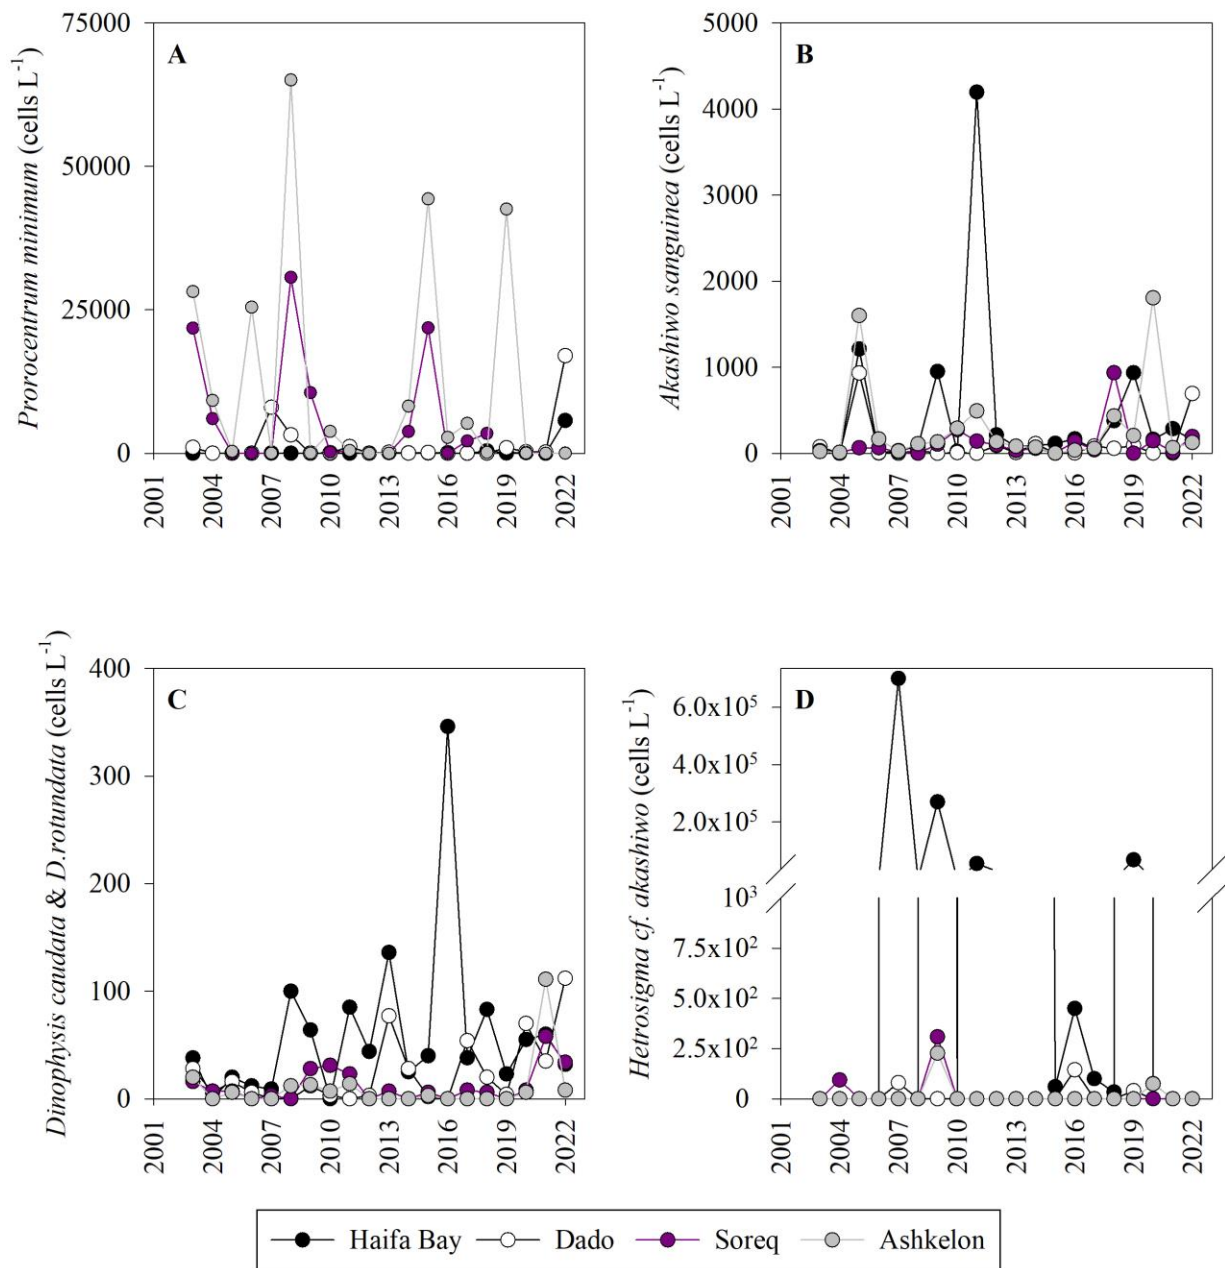 A
Prorocentrum minimum (cells L⁻¹)
75000
50000
25000
0
2001 2004 2007 2010 2013 2016 2019 2022
B
Akashiwo sanguinea (cells L⁻¹)
5000
4000
3000
2000
1000
0
2001 2004 2007 2010 2013 2016 2019 2022
C
Dinophysis caudata & D.rotundata (cells L⁻¹)
400
300
200
100
0
2001 2004 2007 2010 2013 2016 2019 2022
D
Hetrosigma cf. akashiwo (cells L⁻¹)
6.0x10⁵
4.0x10⁵
2.0x10⁵
10³
7.5x10²
5.0x10²
2.5x10²
0
2001 2004 2007 2010 2013 2016 2019 2022
Haifa Bay Dado Soreq Ashkelon